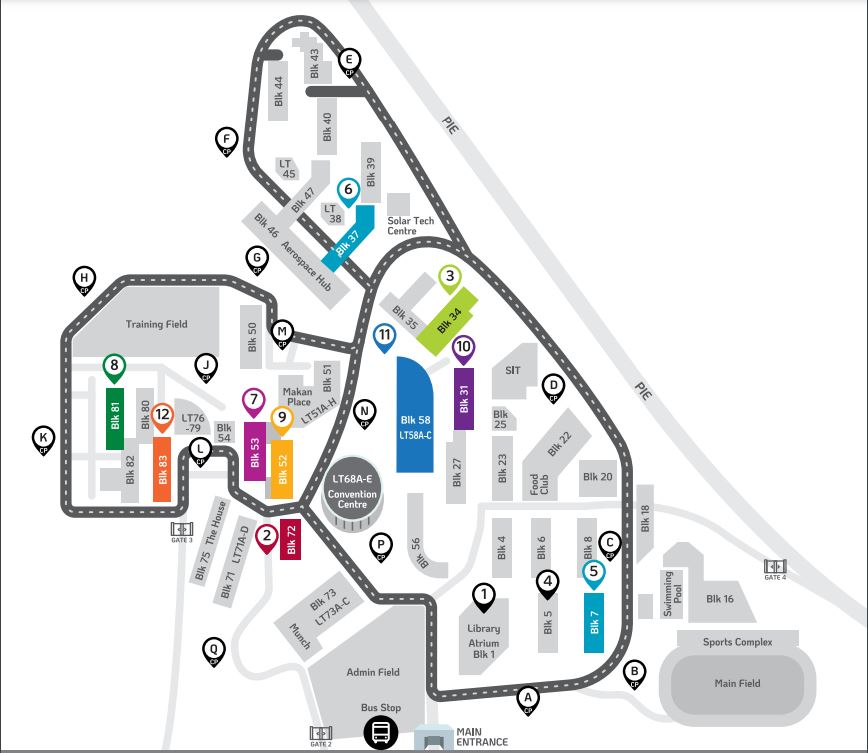 E
CP
Blk 43
Blk 44
PIE
Blk 40
F
CP
LT
45
Blk 39
Blk 47
6
LT
38
Solar Tech
Centre
Blk 46
Aerospace Hub
Blk 37
G
CP
H
CP
3
Training Field
Blk 50
M
CP
Blk 35
Blk 34
11
10
8
J
CP
Blk 51
SIT
PIE
Makan
Place
LT51A-H
7
9
D
CP
Blk 81
Blk 80
12
LT76
-79
Blk 54
N
CP
Blk 58
LT58A-C
Blk 31
Blk
25
K
CP
L
CP
Blk 53
Blk 52
Blk 82
Blk 83
Blk 27
Blk 23
Blk 22
Food
Club
Blk 20
LT68A-E
Convention
Centre
Blk 18
GATE 3
Blk 75 The House
Blk 71 LT71A-D
2
Blk 72
P
CP
Blk 56
Blk 4
Blk 6
Blk 8
C
CP
GATE 4
1
4
5
Blk 73
LT73A-C
Munch
Library
Atrium
Blk 1
Blk 5
Blk 7
Swimming
Pool
Blk 16
Q
CP
Sports Complex
Admin Field
B
CP
Main Field
A
CP
Bus Stop
GATE 2
MAIN
ENTRANCE